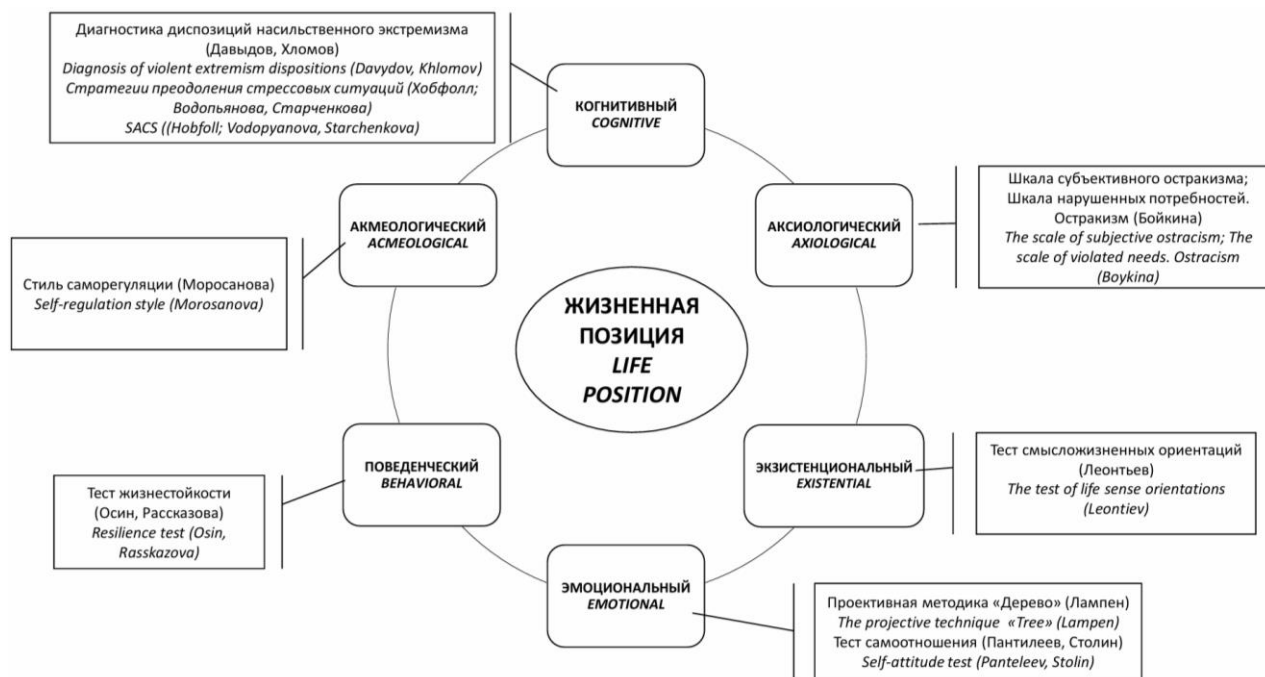 Диагностика диспозиций насильственного экстремизма
(Давыдов, Хломов)
Diagnosis of violent extremism dispositions (Davydov, Khlomov)
Стратегии преодоления стрессовых ситуаций (Хобфолл;
Водопьянова, Старченкова)
SACS ((Hobfoll; Vodopyanova, Starchenkova)
КОГНИТИВНЫЙ
COGNITIVE
АКМЕОЛОГИЧЕСКИЙ
ACMEOLOGICAL
АКСИОЛОГИЧЕСКИЙ
AXIOLOGICAL
Шкала субъективного остракизма;
Шкала нарушенных потребностей.
Остракизм (Бойкина)
The scale of subjective ostracism; The
scale of violated needs. Ostracism
(Boykina)
Стиль саморегуляции (Моросанова)
Self-regulation style (Morosanova)
ЖИЗНЕННАЯ
ПОЗИЦИЯ
LIFE
POSITION
ПОВЕДЕНЧЕСКИЙ
BEHAVIORAL
ЭКЗИСТЕНЦИОНАЛЬНЫЙ
EXISTENTIAL
Тест смысложизненных ориентаций
(Леонтьев)
The test of life sense orientations
(Leontiev)
Тест жизнестойкости
(Осин, Рассказова)
Resilience test (Osin,
Rasskazova)
ЭМОЦИОНАЛЬНЫЙ
EMOTIONAL
Проективная методика «Дерево» (Лампен)
The projective technique «Tree» (Lampen)
Тест самоотношения (Пантилеев, Столин)
Self-attitude test (Panteleev, Stolin)